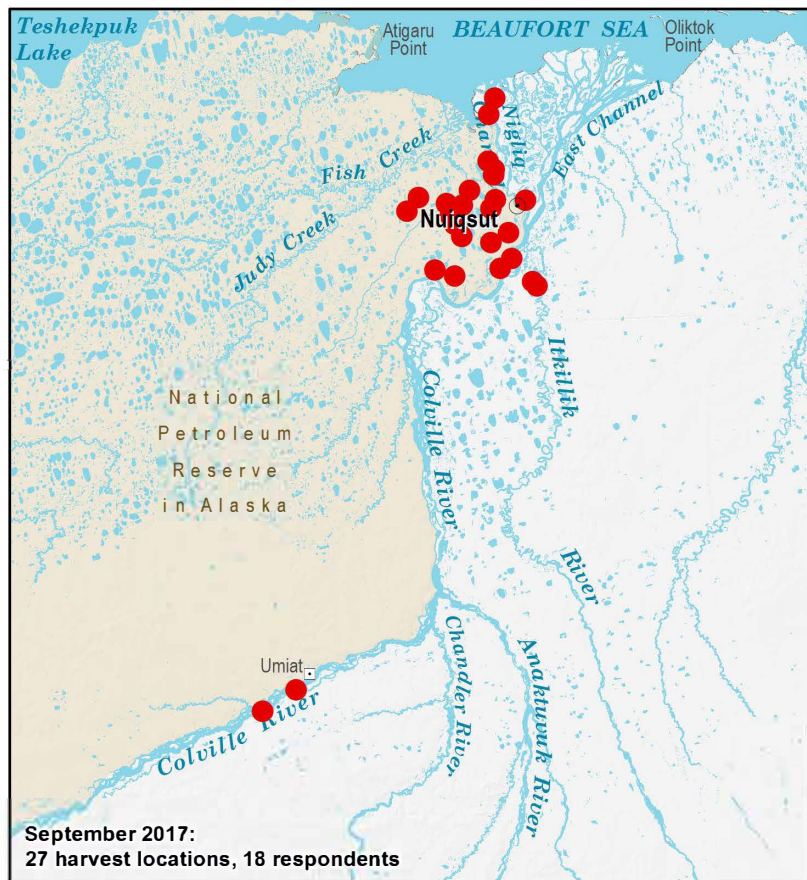 Teshekpuk
Lake
Atigaru
Point
BEAUFORT SEA
Oliktok
Point
Nigliq
Channel
East Channel
Fish Creek
Judy Creek
Nuiqsut
National
Petroleum
Reserve
in Alaska
Colville River
Itkillik
River
Umiat
Colville River
Chandler River
Anaktuvuk River
September 2017:
27 harvest locations, 18 respondents